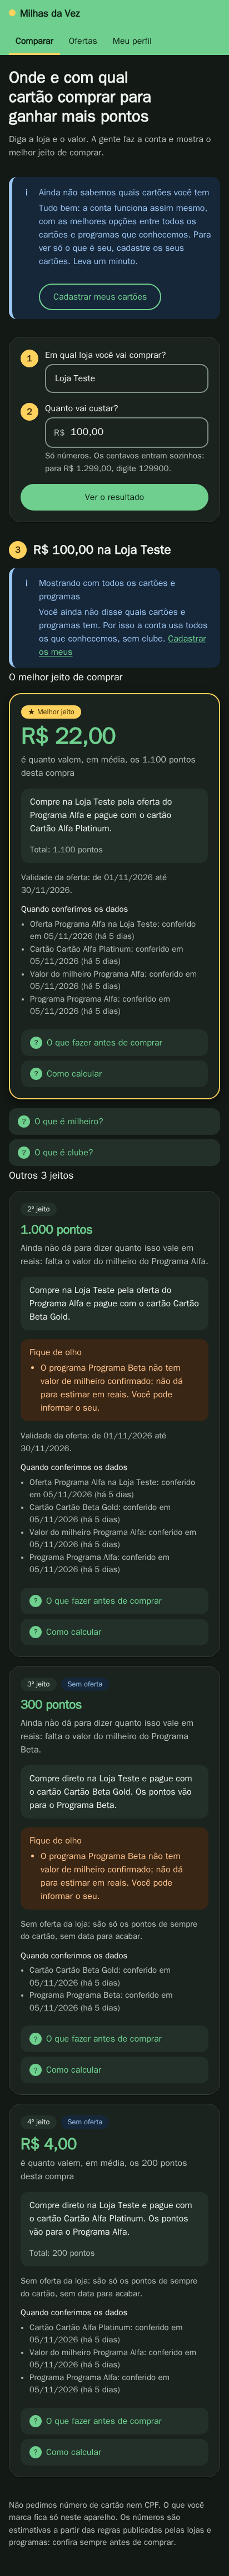 Milhas da Vez
Comparar Ofertas Meu perfil
Onde e com qual
cartão comprar para
ganhar mais pontos
Diga a loja e o valor. A gente faz a conta e mostra o
melhor jeito de comprar.
i Ainda não sabemos quais cartões você tem
Tudo bem: a conta funciona assim mesmo,
com as melhores opções entre todos os
cartões e programas que conhecemos. Para
ver só o que é seu, cadastre os seus
cartões. Leva um minuto.
Cadastrar meus cartões
1 Em qual loja você vai comprar?
Loja Teste
2 Quanto vai custar?
R$ 100,00
Só números. Os centavos entram sozinhos:
para R$ 1.299,00, digite 129900.
Ver o resultado
3 R$ 100,00 na Loja Teste
i Mostrando com todos os cartões e
programas
Você ainda não disse quais cartões e
programas tem. Por isso a conta usa todos
os que conhecemos, sem clube. Cadastrar
os meus
O melhor jeito de comprar
★ Melhor jeito
R$ 22,00
é quanto valem, em média, os 1.100 pontos
desta compra
Compre na Loja Teste pela oferta do
Programa Alfa e pague com o cartão
Cartão Alfa Platinum.
Total: 1.100 pontos
Validade da oferta: de 01/11/2026 até
30/11/2026.
Quando conferimos os dados
• Oferta Programa Alfa na Loja Teste: conferido
em 05/11/2026 (há 5 dias)
• Cartão Cartão Alfa Platinum: conferido em
05/11/2026 (há 5 dias)
• Valor do milheiro Programa Alfa: conferido em
05/11/2026 (há 5 dias)
• Programa Programa Alfa: conferido em
05/11/2026 (há 5 dias)
? O que fazer antes de comprar
? Como calcular
? O que é milheiro?
? O que é clube?
Outros 3 jeitos
2º jeito
1.000 pontos
Ainda não dá para dizer quanto isso vale em
reais: falta o valor do milheiro do Programa Alfa.
Compre na Loja Teste pela oferta do
Programa Alfa e pague com o cartão Cartão
Beta Gold.
Fique de olho
• O programa Programa Beta não tem
valor de milheiro confirmado; não dá
para estimar em reais. Você pode
informar o seu.
Validade da oferta: de 01/11/2026 até
30/11/2026.
Quando conferimos os dados
• Oferta Programa Alfa na Loja Teste: conferido
em 05/11/2026 (há 5 dias)
• Cartão Cartão Beta Gold: conferido em
05/11/2026 (há 5 dias)
• Valor do milheiro Programa Alfa: conferido em
05/11/2026 (há 5 dias)
• Programa Programa Alfa: conferido em
05/11/2026 (há 5 dias)
? O que fazer antes de comprar
? Como calcular
3º jeito Sem oferta
300 pontos
Ainda não dá para dizer quanto isso vale em
reais: falta o valor do milheiro do Programa
Beta.
Compre direto na Loja Teste e pague com
o cartão Cartão Beta Gold. Os pontos vão
para o Programa Beta.
Fique de olho
• O programa Programa Beta não tem
valor de milheiro confirmado; não dá
para estimar em reais. Você pode
informar o seu.
Sem oferta da loja: são só os pontos de sempre
do cartão, sem data para acabar.
Quando conferimos os dados
• Cartão Cartão Beta Gold: conferido em
05/11/2026 (há 5 dias)
• Programa Programa Beta: conferido em
05/11/2026 (há 5 dias)
? O que fazer antes de comprar
? Como calcular
4º jeito Sem oferta
R$ 4,00
é quanto valem, em média, os 200 pontos
desta compra
Compre direto na Loja Teste e pague com
o cartão Cartão Alfa Platinum. Os pontos
vão para o Programa Alfa.
Total: 200 pontos
Sem oferta da loja: são só os pontos de sempre
do cartão, sem data para acabar.
Quando conferimos os dados
• Cartão Cartão Alfa Platinum: conferido em
05/11/2026 (há 5 dias)
• Valor do milheiro Programa Alfa: conferido em
05/11/2026 (há 5 dias)
• Programa Programa Alfa: conferido em
05/11/2026 (há 5 dias)
? O que fazer antes de comprar
? Como calcular
Não pedimos número de cartão nem CPF. O que você
marca fica só neste aparelho. Os números são
estimativas a partir das regras publicadas pelas lojas e
programas: confira sempre antes de comprar.